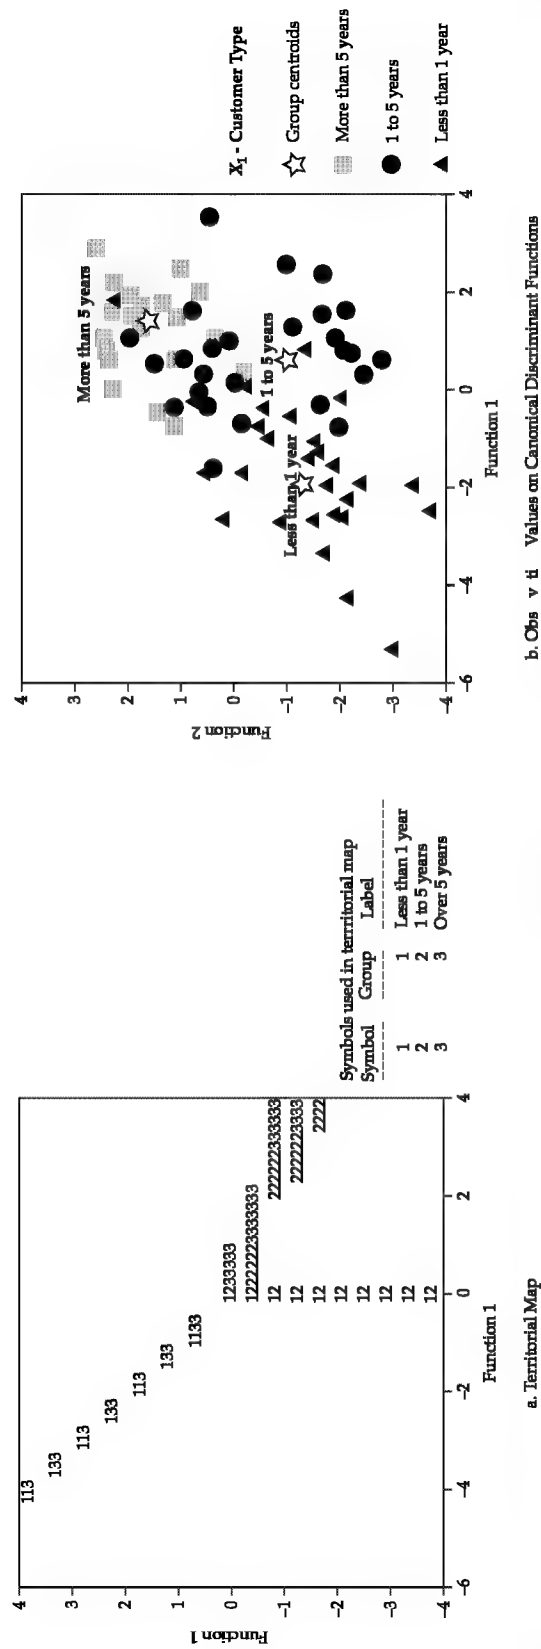 4
3
2
1
0
-1
-2
-3
-4
Function 1
113
133
113
133
113
133
1133
1233333
12222223333333
222222333333
12
12
2222223333
12
2222
12
12
12
12
12
-6
-4
-2
0
2
4
Function 1
Symbols used in terrritorial map
Symbol Group Label
1 1 Less than 1 year
2 2 1 to 5 years
3 3 Over 5 years
a. Territorial Map
4
3
2
1
0
-1
-2
-3
-4
Function 2
More than 5 years
1 to 5 years
Less than 1 year
-6
-4
-2
0
2
4
Function 1
X1 - Customer Type
Group centroids
More than 5 years
1 to 5 years
Less than 1 year
b. Obs v ti Values on Canonical Discriminant Functions